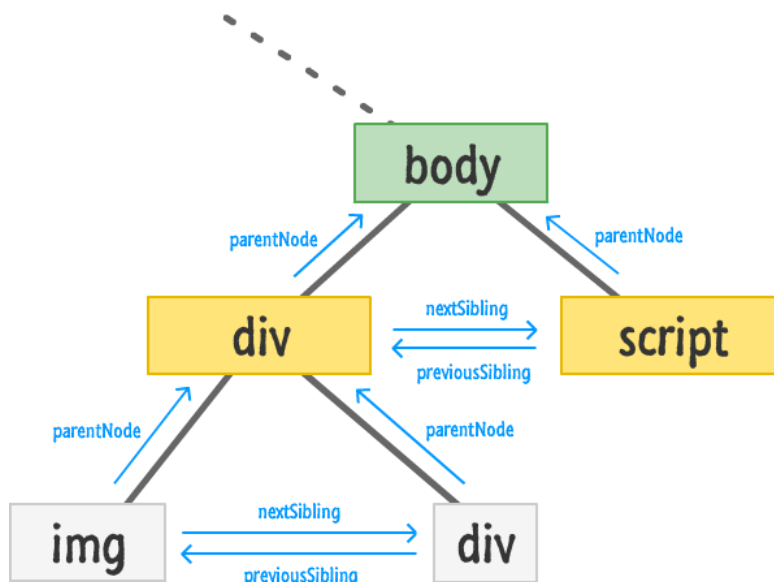 body
parentNode
parentNode
div
nextSibling
previousSibling
script
parentNode
parentNode
img
nextSibling
previousSibling
div